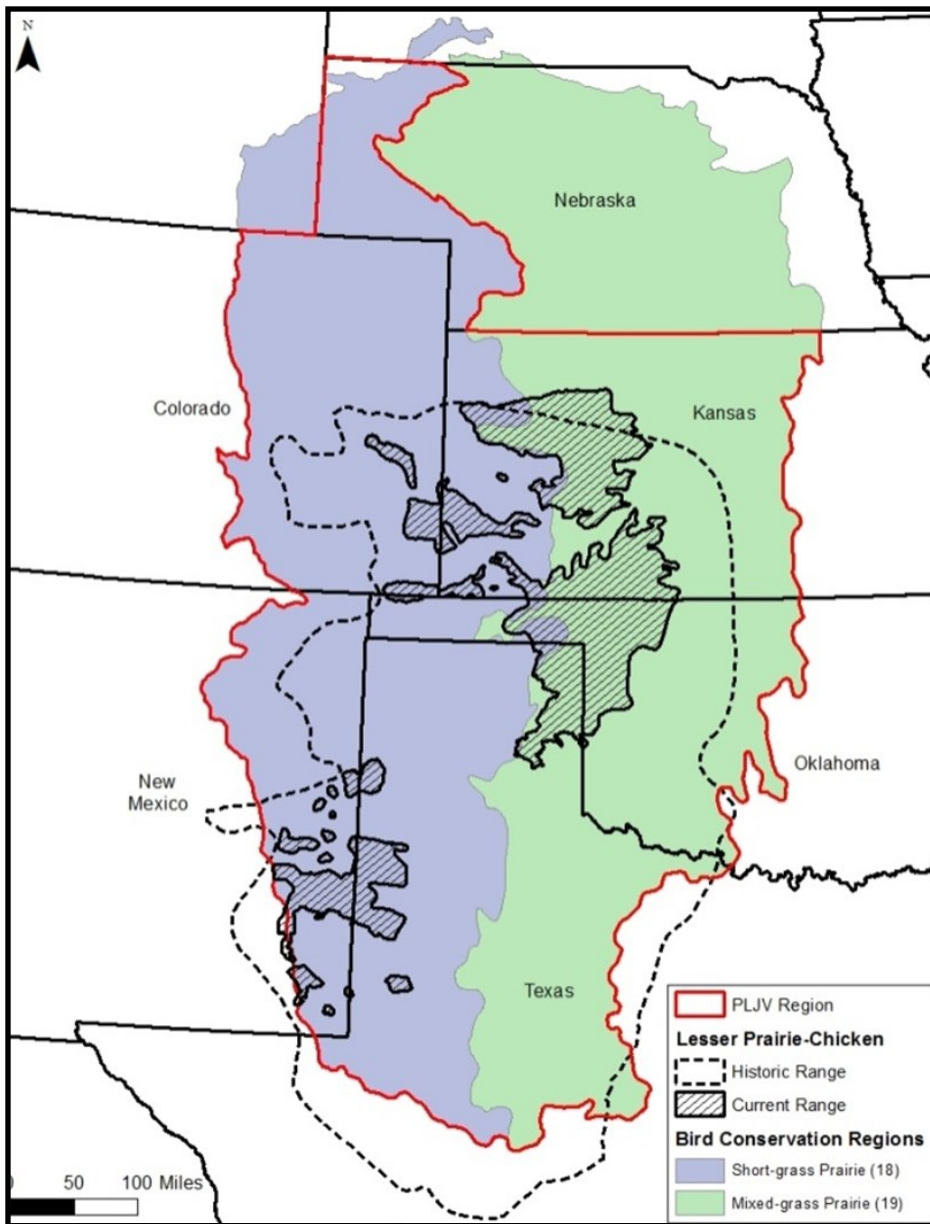 N
Nebraska
Colorado
Kansas
New
Mexico
Oklahoma
Texas
PLJV Region
Lesser Prairie-Chicken
Historic Range
Current Range
Bird Conservation Regions
Short-grass Prairie (18)
Mixed-grass Prairie (19)
0 50 100 Miles